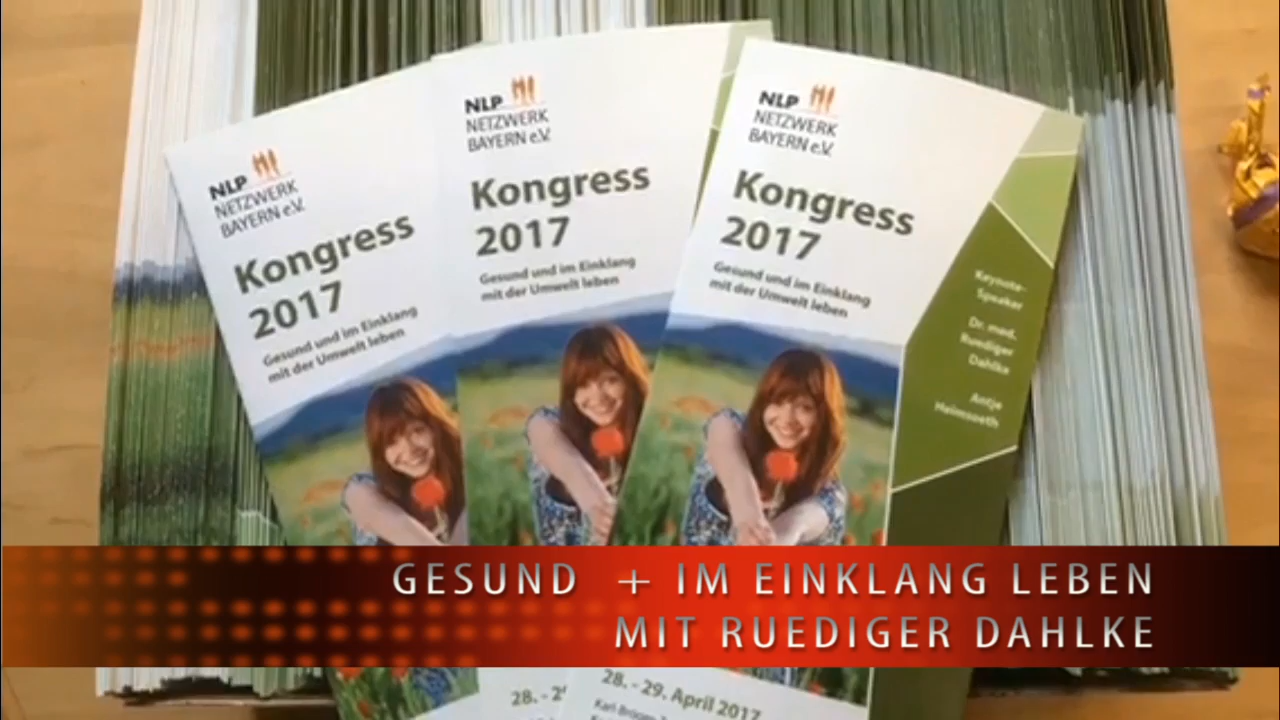 NLP
NETZWERK
BAYERN e.V.
Kongress
2017
Gesund und im Einklang
mit der Umwelt leben
NLP
NETZWERK
BAYERN e.V.
Kongress
2017
Gesund und im Einklang
mit der Umwelt leben
28. - 2
NLP
NETZWERK
BAYERN e.V.
Kongress
2017
Gesund und im Einklang
mit der Umwelt leben
Keynote-
Speaker
Dr. med.
Ruediger
Dahlke
Antje
Heimsoeth
28. - 29. April 2017
GESUND + IM EINKLANG LEBEN
MIT RUEDIGER DAHLKE